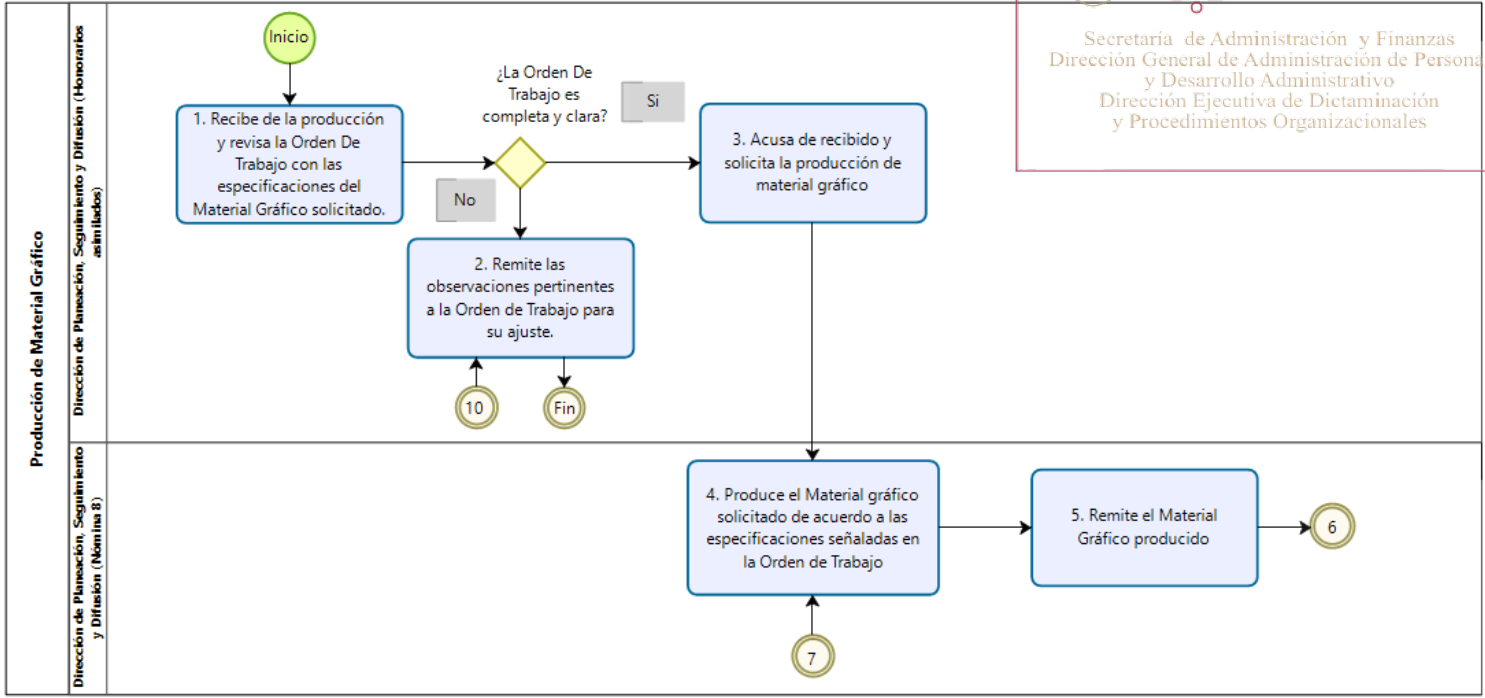 Producción de Material Gráfico
Dirección de Planeación, Seguimiento y Difusión (Honorarios
asimilados)
Inicio
1. Recibe de la producción
y revisa la Orden De
Trabajo con las
especificaciones del
Material Gráfico solicitado.
¿La Orden De
Trabajo es
completa y clara?
Si
No
2. Remite las
observaciones pertinentes
a la Orden de Trabajo para
su ajuste.
10
Fin
3. Acusa de recibido y
solicita la producción de
material gráfico
Secretaría de Administración y Finanzas
Dirección General de Administración de Persona
y Desarrollo Administrativo
Dirección Ejecutiva de Dictaminación
y Procedimientos Organizacionales
Dirección de Planeación, Seguimiento
y Difusión (Nómina 8)
4. Produce el Material gráfico
solicitado de acuerdo a las
especificaciones señaladas en
la Orden de Trabajo
7
5. Remite el Material
Gráfico producido
6